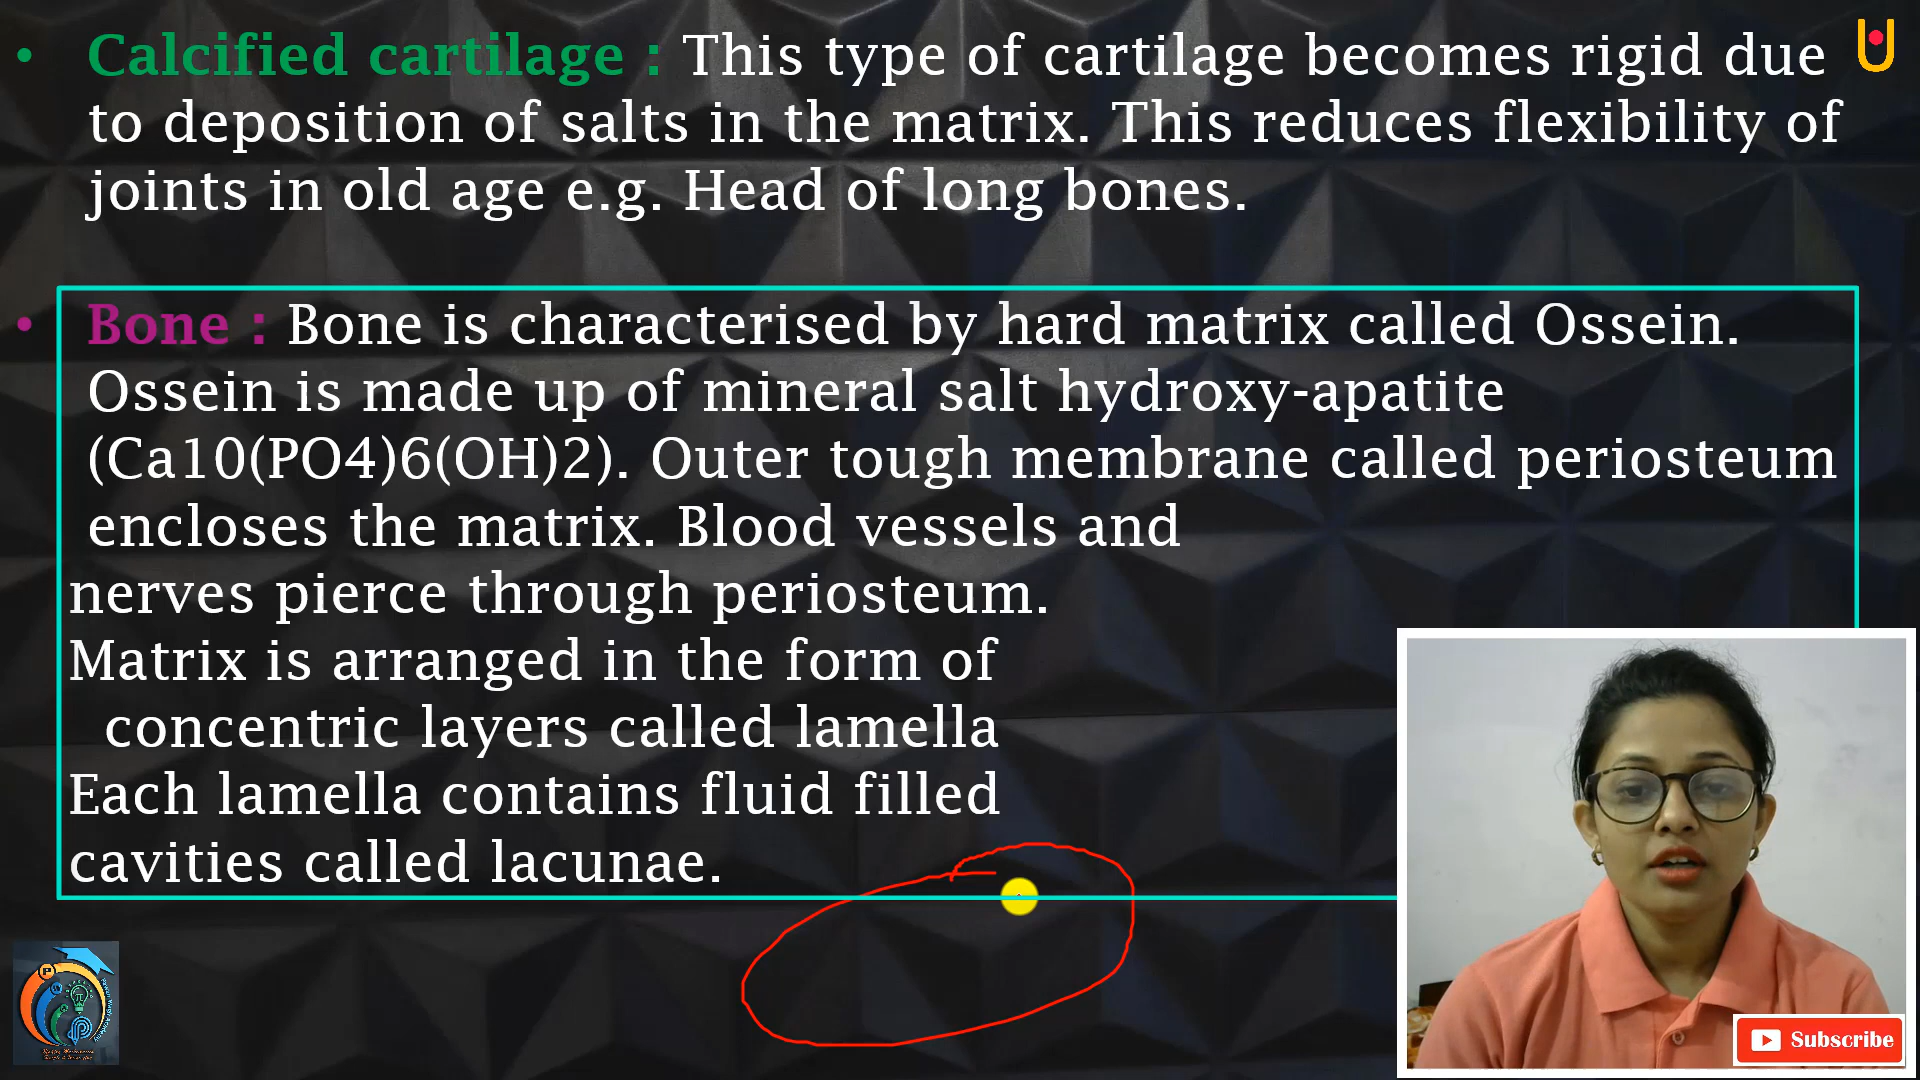 • Calcified cartilage : This type of cartilage becomes rigid due
to deposition of salts in the matrix. This reduces flexibility of
joints in old age e.g. Head of long bones.
• Bone : Bone is characterised by hard matrix called Ossein.
Ossein is made up of mineral salt hydroxy-apatite
(Ca10(PO4)6(OH)2). Outer tough membrane called periosteum
encloses the matrix. Blood vessels and
nerves pierce through periosteum.
Matrix is arranged in the form of
concentric layers called lamella
Each lamella contains fluid filled
cavities called lacunae.
Subscribe